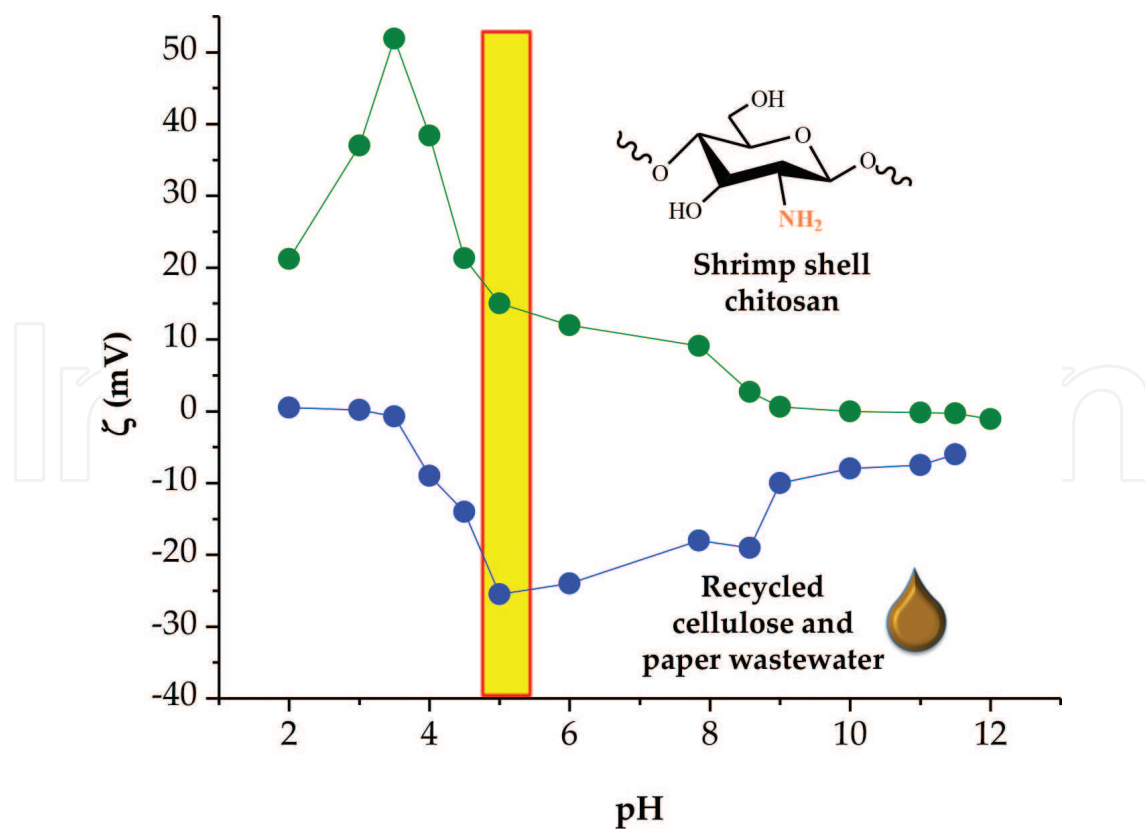 50
40
30
20
10
0
-10
-20
-30
-40
ζ (mV)
2 4 6 8 10 12
pH
OH
O
O
O
HO
NH₂
Shrimp shell
chitosan
Recycled
cellulose and
paper wastewater